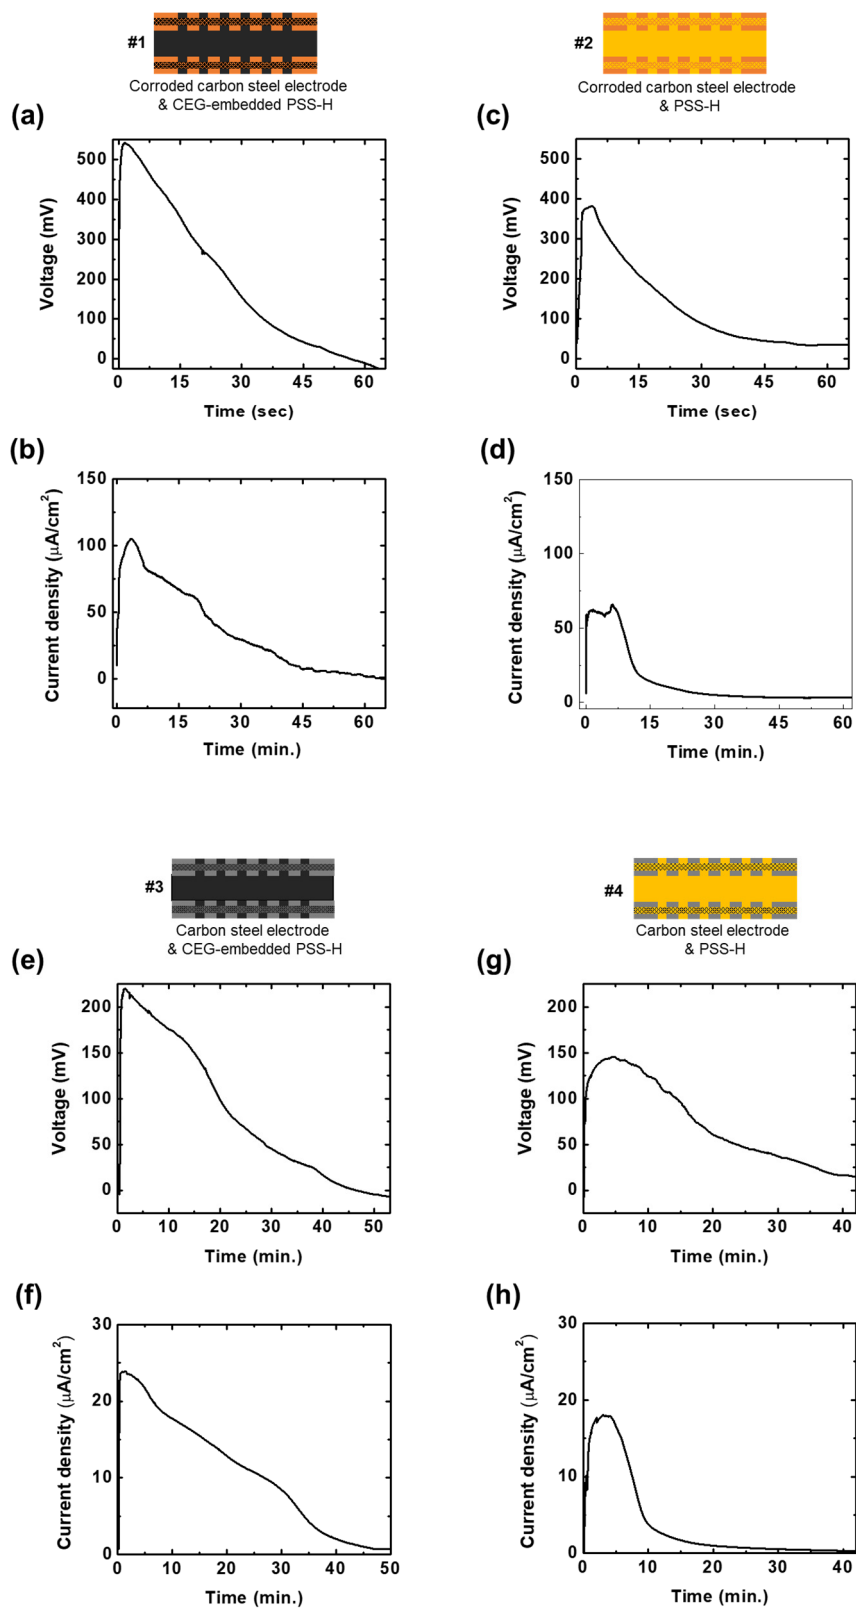 #1
Corroded carbon steel electrode
& CEG-embedded PSS-H
#2
Corroded carbon steel electrode
& PSS-H
(a)
Voltage (mV)
500
400
300
200
100
0
0 15 30 45 60
Time (sec)
(c)
Voltage (mV)
500
400
300
200
100
0
0 15 30 45 60
Time (sec)
(b)
Current density (μA/cm²)
150
100
50
0
0 15 30 45 60
Time (min.)
(d)
Current density (μA/cm²)
150
100
50
0
0 15 30 45 60
Time (min.)
#3
Carbon steel electrode
& CEG-embedded PSS-H
#4
Carbon steel electrode
& PSS-H
(e)
Voltage (mV)
200
150
100
50
0
0 10 20 30 40 50
Time (min.)
(g)
Voltage (mV)
200
150
100
50
0
0 10 20 30 40
Time (min.)
(f)
Current density (μA/cm²)
30
20
10
0
0 10 20 30 40 50
Time (min.)
(h)
Current density (μA/cm²)
30
20
10
0
0 10 20 30 40
Time (min.)